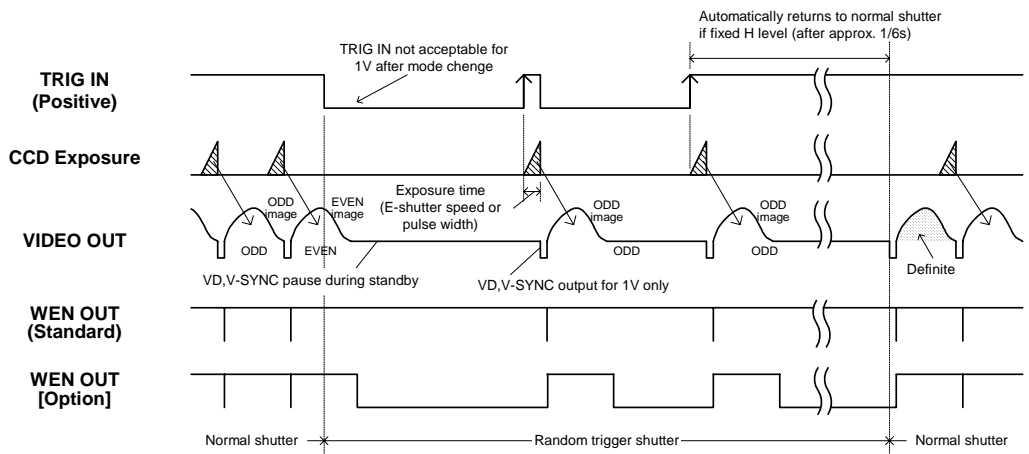 Automatically returns to normal shutter
if fixed H level (after approx. 1/6s)
TRIG IN not acceptable for
1V after mode chenge
TRIG IN
(Positive)
CCD Exposure
Exposure time
(E-shutter speed or
pulse width)
ODD
image
EVEN
image
ODD
image
ODD
image
VIDEO OUT
ODD
EVEN
ODD
ODD
Definite
VD,V-SYNC pause during standby
VD,V-SYNC output for 1V only
WEN OUT
(Standard)
WEN OUT
[Option]
Normal shutter
Random trigger shutter
Normal shutter